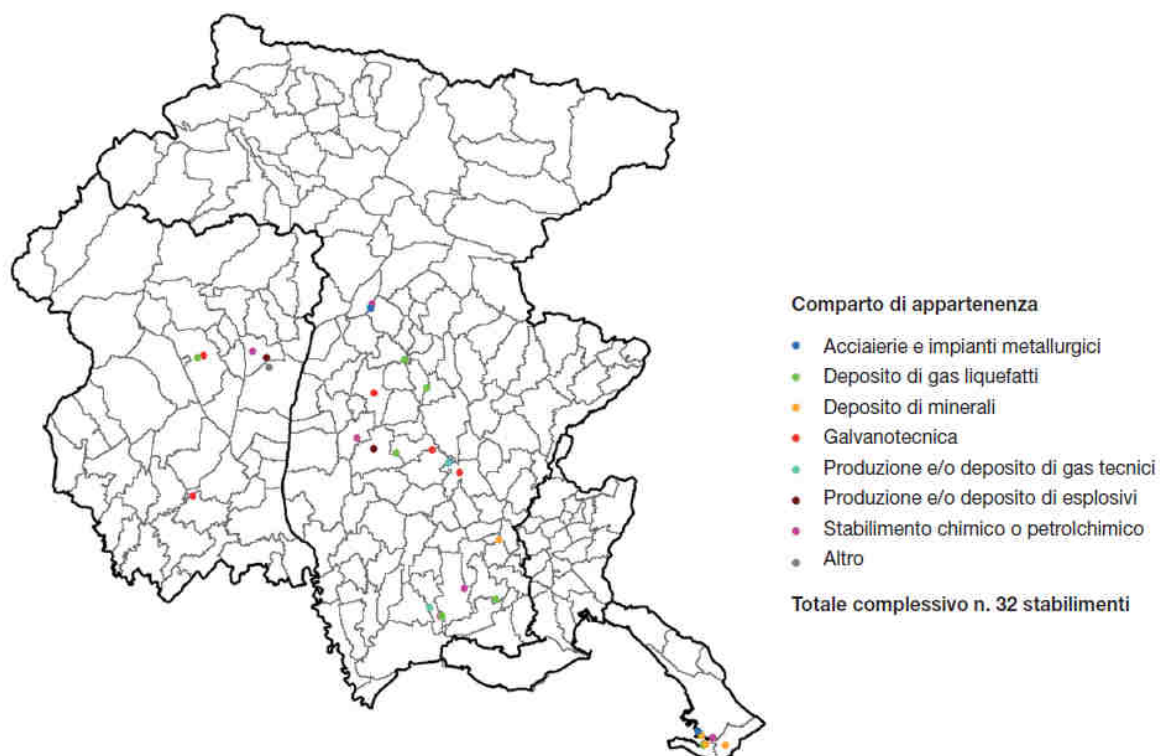 Comparto di appartenenza
Acciaierie e impianti metallurgici
Deposito di gas liquefatti
Deposito di minerali
Galvanotecnica
Produzione e/o deposito di gas tecnici
Produzione e/o deposito di esplosivi
Stabilimento chimico o petrolchimico
Altro
Totale complessivo n. 32 stabilimenti